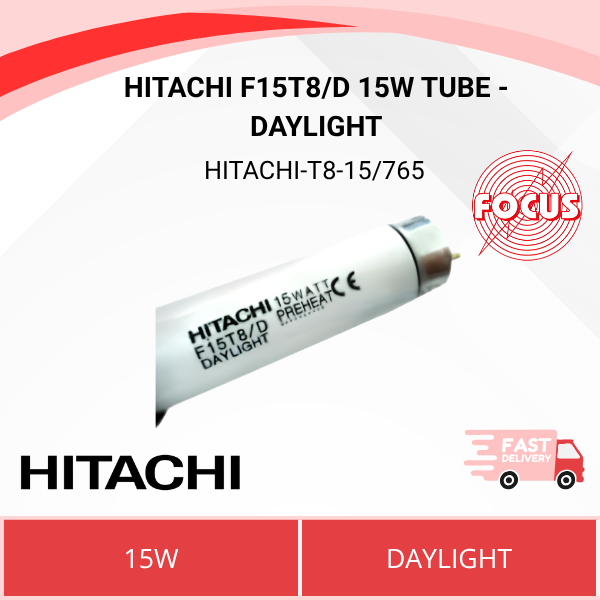 HITACHI F15T8/D 15W TUBE -
DAYLIGHT
HITACHI-T8-15/765
FOCUS
HITACHI 15WATT CE
F15T8/D PREHEAT
DAYLIGHT
FAST
DELIVERY
HITACHI
15W
DAYLIGHT